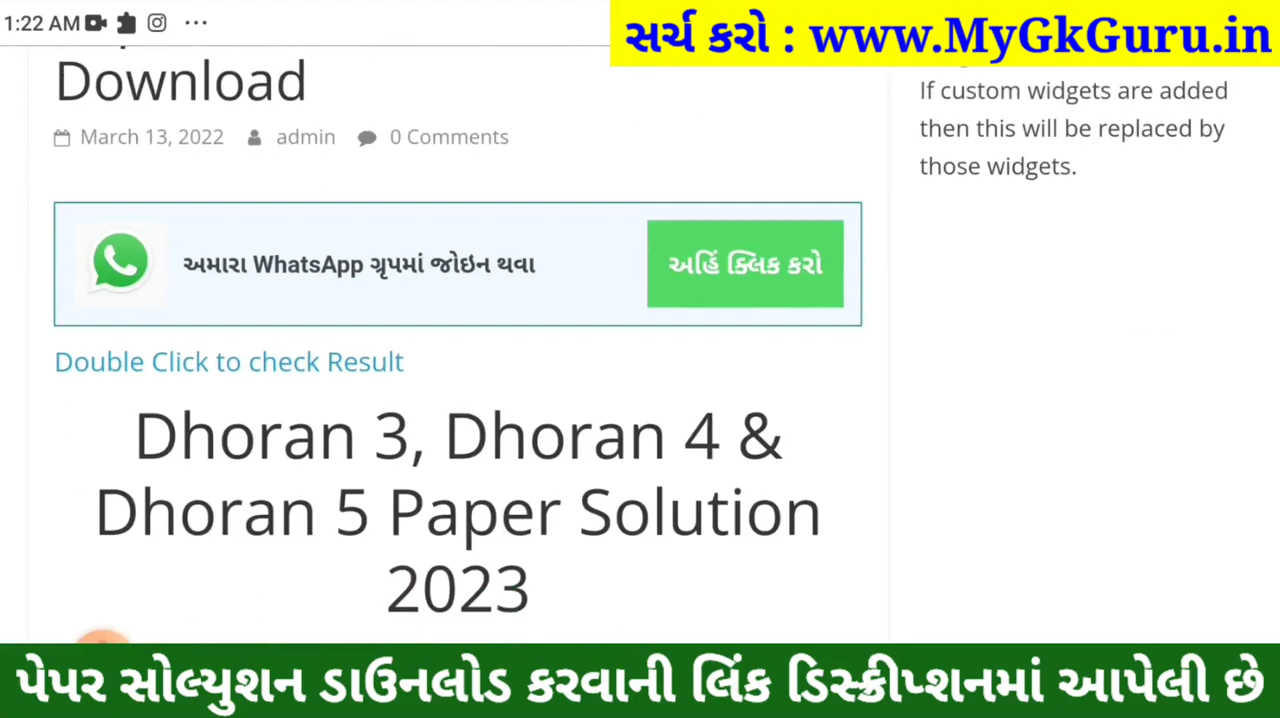 1:22 AM
સર્ચ કરો : www.MyGkGuru.in
Download
March 13, 2022 admin 0 Comments
If custom widgets are added
then this will be replaced by
those widgets.
અમારા WhatsApp ગ્રૃપમાં જોઇન થવા
અહિં ક્લિક કરો
Double Click to check Result
Dhoran 3, Dhoran 4 &
Dhoran 5 Paper Solution
2023
પેપર સોલ્યુશન ડાઉનલોડ કરવાની લિંક ડિસ્ક્રીપ્શનમાં આપેલી છે